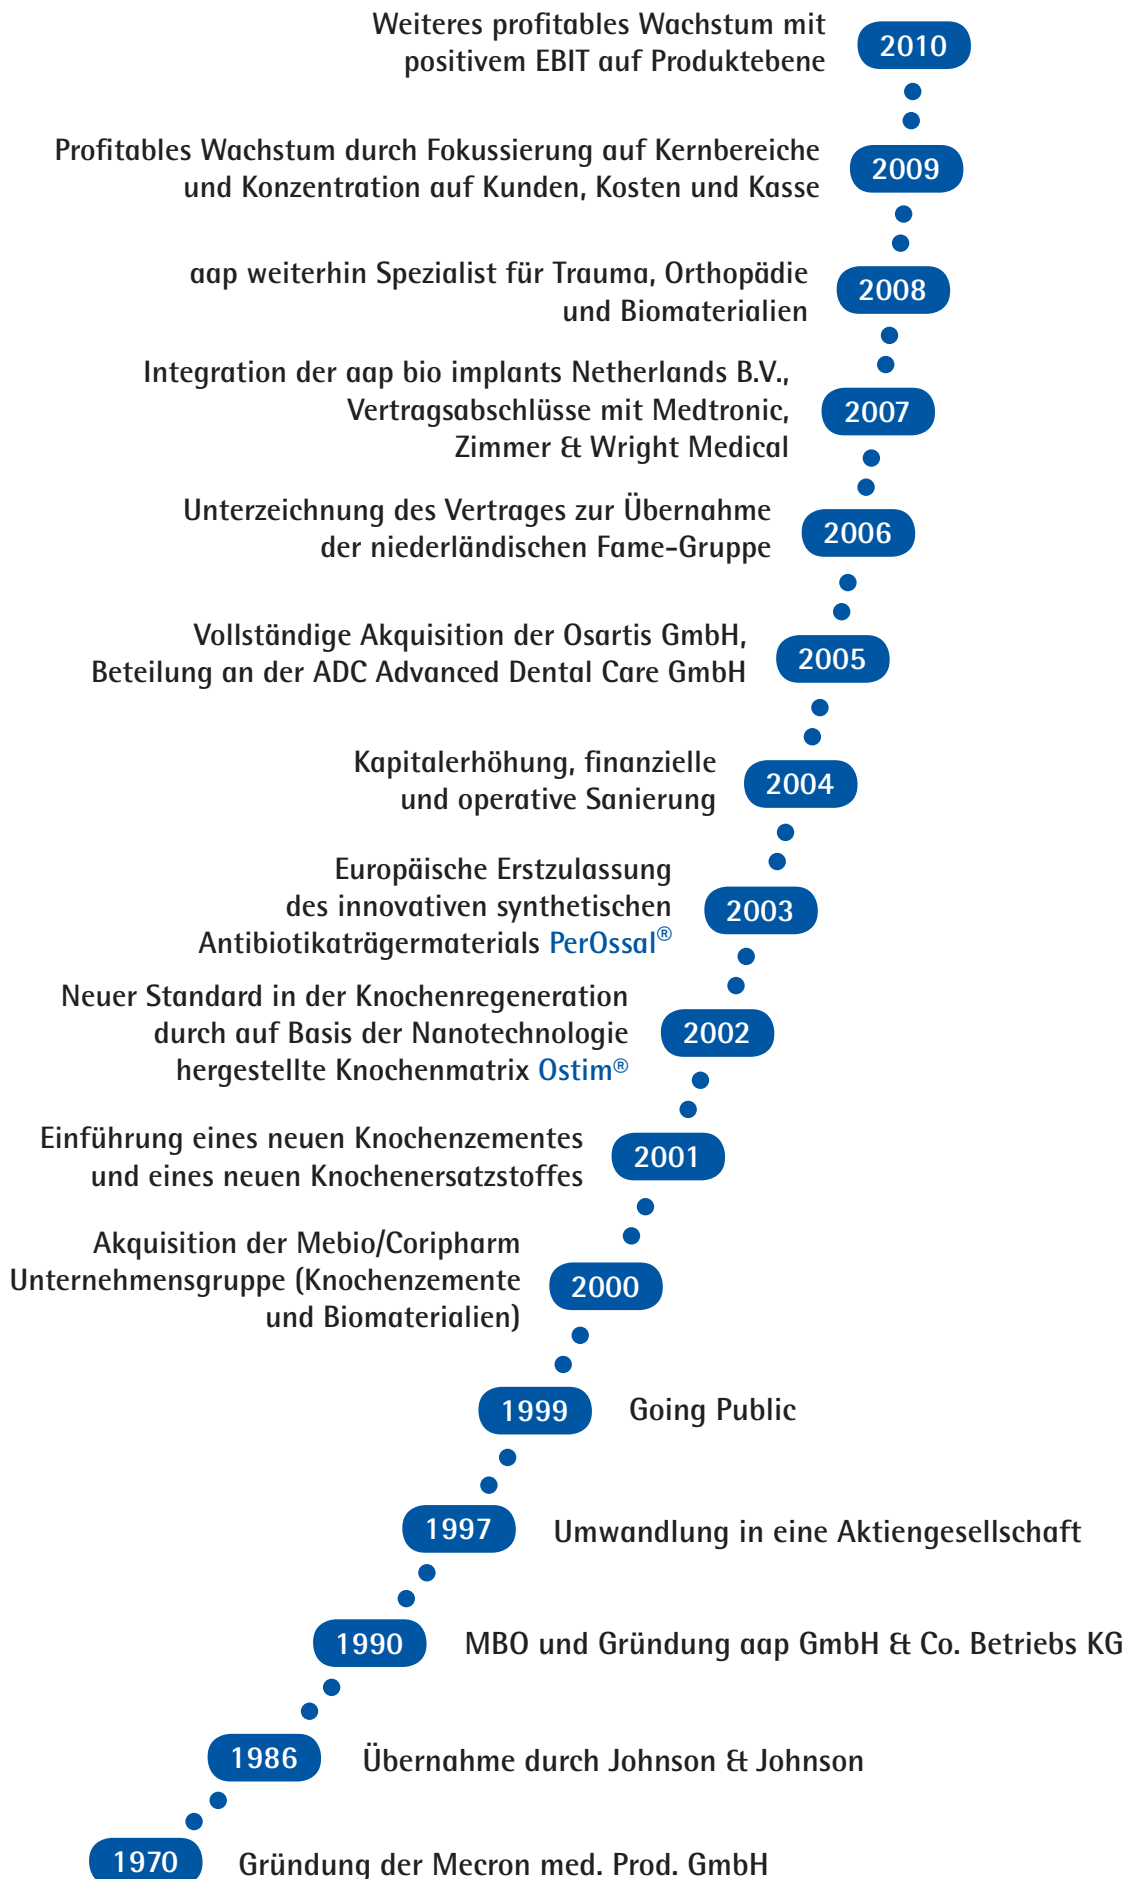 Weiteres profitables Wachstum mit
positivem EBIT auf Produktebene
2010
Profitables Wachstum durch Fokussierung auf Kernbereiche
und Konzentration auf Kunden, Kosten und Kasse
2009
aap weiterhin Spezialist für Trauma, Orthopädie
und Biomaterialien
2008
Integration der aap bio implants Netherlands B.V.,
Vertragsabschlüsse mit Medtronic,
Zimmer & Wright Medical
2007
Unterzeichnung des Vertrages zur Übernahme
der niederländischen Fame-Gruppe
2006
Vollständige Akquisition der Osartis GmbH,
Beteilung an der ADC Advanced Dental Care GmbH
2005
Kapitalerhöhung, finanzielle
und operative Sanierung
2004
Europäische Erstzulassung
des innovativen synthetischen
Antibiotikaträgermaterials PerOssal®
2003
Neuer Standard in der Knochenregeneration
durch auf Basis der Nanotechnologie
hergestellte Knochenmatrix Ostim®
2002
Einführung eines neuen Knochenzementes
und eines neuen Knochenersatzstoffes
2001
Akquisition der Mebio/Coripharm
Unternehmensgruppe (Knochenzemente
und Biomaterialien)
2000
1999 Going Public
1997 Umwandlung in eine Aktiengesellschaft
1990 MBO und Gründung aap GmbH & Co. Betriebs KG
1986 Übernahme durch Johnson & Johnson
1970 Gründung der Mecron med. Prod. GmbH